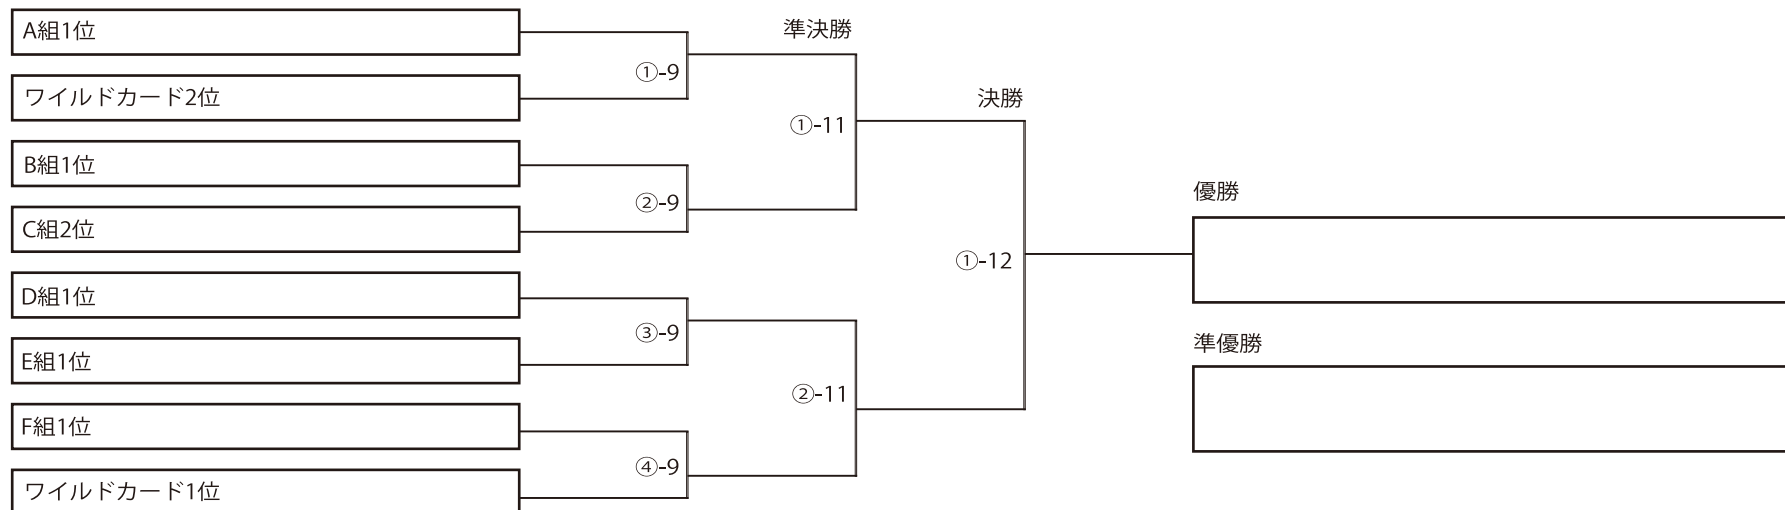 A組1位
ワイルドカード2位
B組1位
C組2位
D組1位
E組1位
F組1位
ワイルドカード1位
①-9
②-9
③-9
④-9
準決勝
①-11
②-11
決勝
①-12
優勝
準優勝